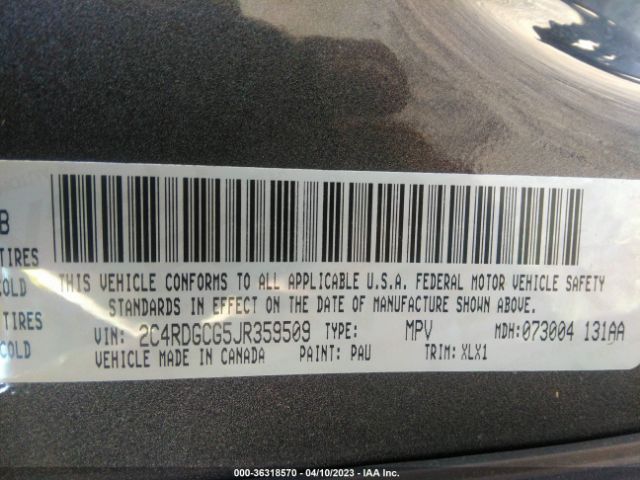 B
TIRES
COLD
TIRES
COLD
THIS VEHICLE CONFORMS TO ALL APPLICABLE U.S.A. FEDERAL MOTOR VEHICLE SAFETY
STANDARDS IN EFFECT ON THE DATE OF MANUFACTURE SHOWN ABOVE.
VIN: 2C4RDGCG5JR359509 TYPE: MPV MDH:073004 131AA
VEHICLE MADE IN CANADA PAINT: PAU TRIM: XLX1
000-36318570 - 04/10/2023 - IAA Inc.